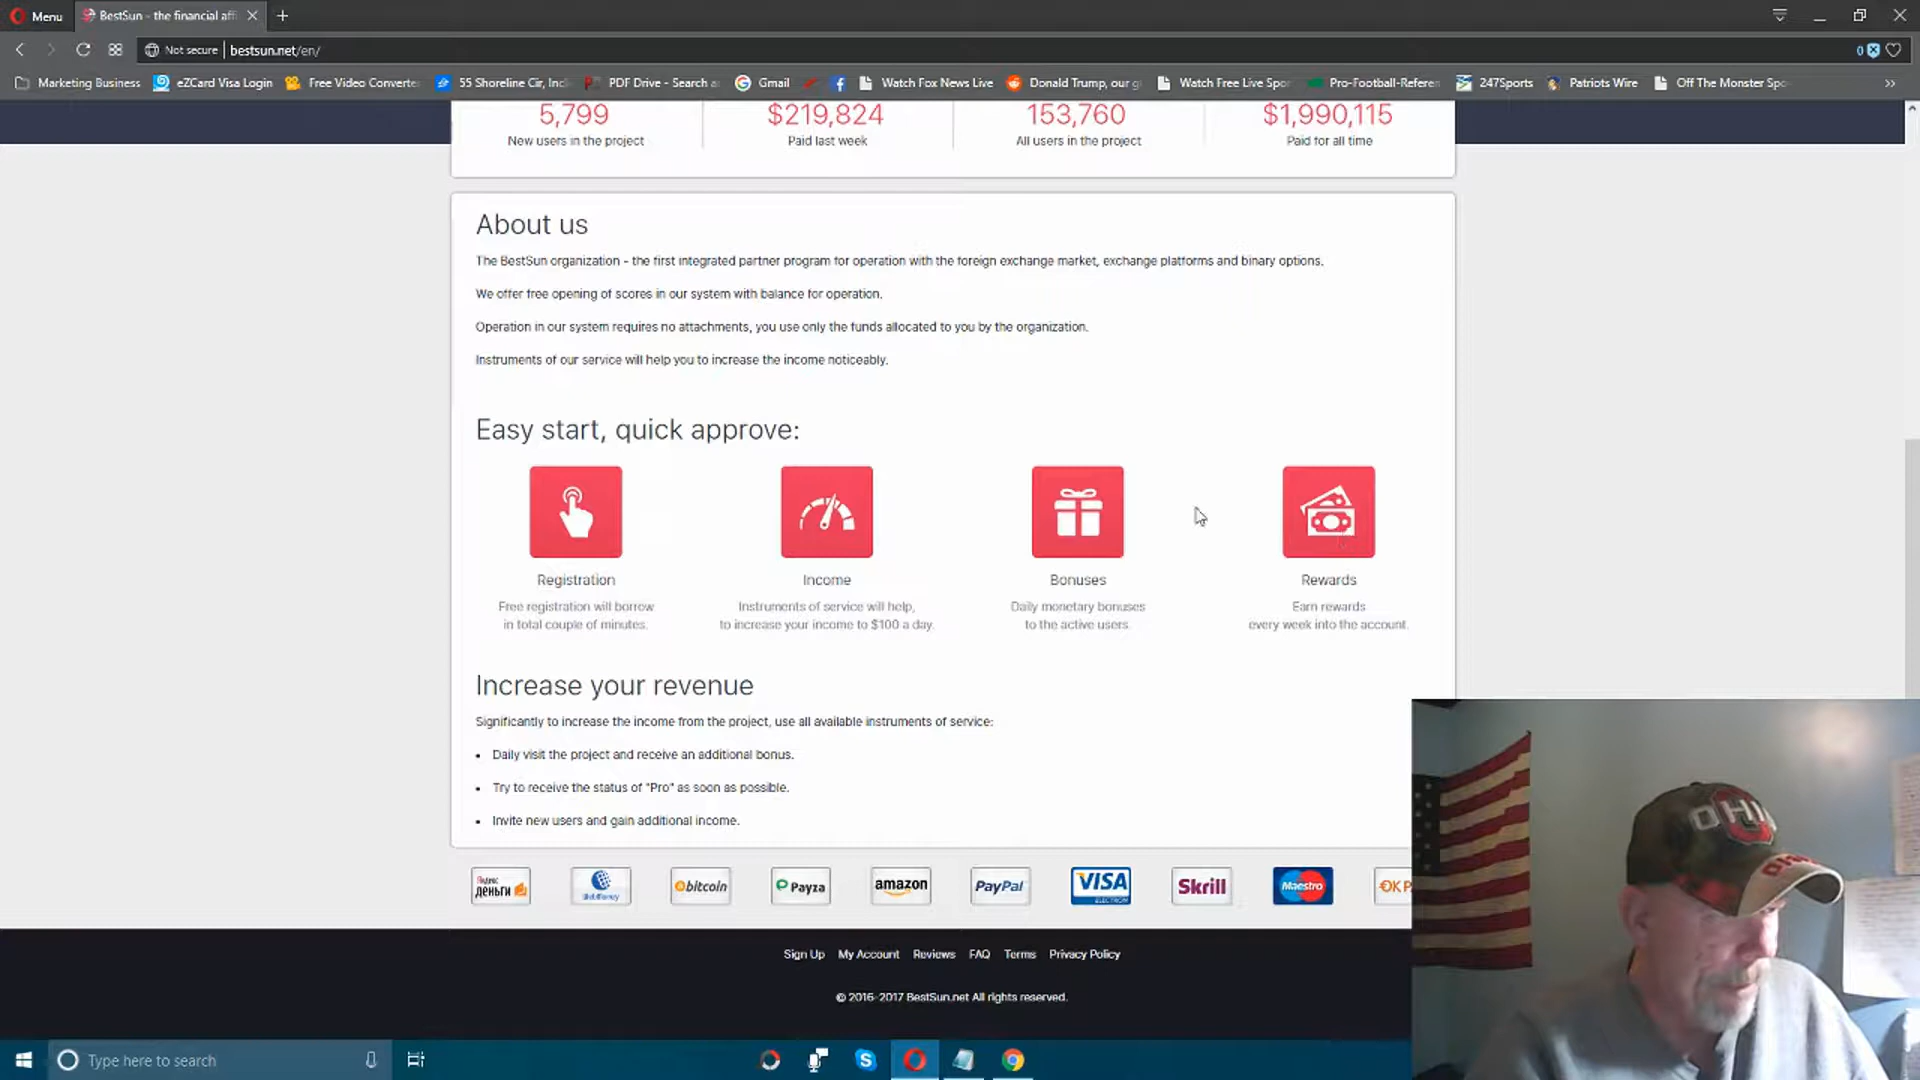 Menu
BestSun - the financial affi
Not secure
bestsun.net/en/
0
Marketing Business
eZCard Visa Login
Free Video Converte
55 Shoreline Cir, Incl
PDF Drive - Search a
Gmail
Watch Fox News Live
Donald Trump, our g
Watch Free Live Spo
Pro-Football-Referen
247Sports
Patriots Wire
Off The Monster Spo
5,799
New users in the project
$219,824
Paid last week
153,760
All users in the project
$1,990,115
Paid for all time
About us
The BestSun organization - the first integrated partner program for operation with the foreign exchange market, exchange platforms and binary options.
We offer free opening of scores in our system with balance for operation.
Operation in our system requires no attachments, you use only the funds allocated to you by the organization.
Instruments of our service will help you to increase the income noticeably.
Easy start, quick approve:
Registration
Free registration will borrow
in total couple of minutes.
Income
Instruments of service will help,
to increase your income to $100 a day.
Bonuses
Daily monetary bonuses
to the active users.
Rewards
Earn rewards
every week into the account.
Increase your revenue
Significantly to increase the income from the project, use all available instruments of service:
• Daily visit the project and receive an additional bonus.
• Try to receive the status of "Pro" as soon as possible.
• Invite new users and gain additional income.
Яндекс
деньги
WebMoney
bitcoin
Payza
amazon
PayPal
VISA
ELECTRON
Skrill
Maestro
OK P
Sign Up
My Account
Reviews
FAQ
Terms
Privacy Policy
© 2016-2017 BestSun.net All rights reserved.
Type here to search